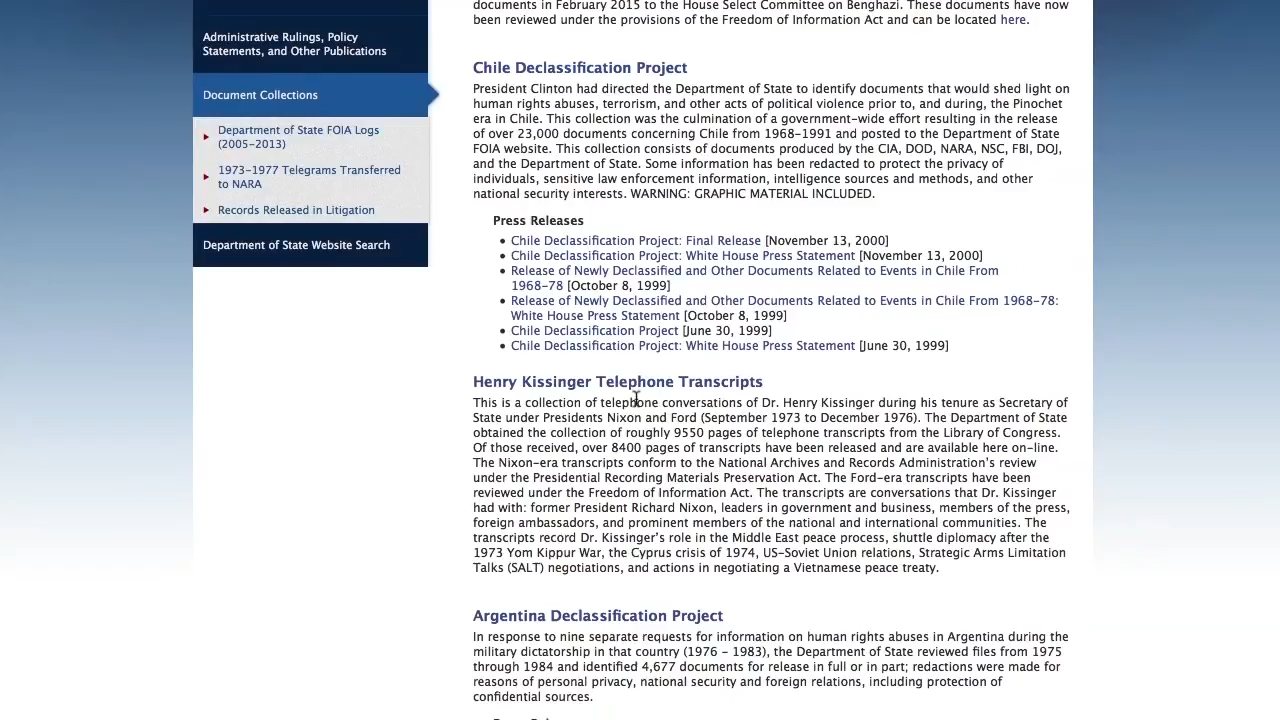 Administrative Rulings, Policy
Statements, and Other Publications
Document Collections
Department of State FOIA Logs
(2005-2013)
1973-1977 Telegrams Transferred
to NARA
Records Released in Litigation
Department of State Website Search
documents in February 2015 to the House Select Committee on Benghazi. These documents have now
been reviewed under the provisions of the Freedom of Information Act and can be located here.
Chile Declassification Project
President Clinton had directed the Department of State to identify documents that would shed light on
human rights abuses, terrorism, and other acts of political violence prior to, and during, the Pinochet
era in Chile. This collection was the culmination of a government-wide effort resulting in the release
of over 23,000 documents concerning Chile from 1968-1991 and posted to the Department of State
FOIA website. This collection consists of documents produced by the CIA, DOD, NARA, NSC, FBI, DOJ,
and the Department of State. Some information has been redacted to protect the privacy of
individuals, sensitive law enforcement information, intelligence sources and methods, and other
national security interests. WARNING: GRAPHIC MATERIAL INCLUDED.
Press Releases
• Chile Declassification Project: Final Release [November 13, 2000]
• Chile Declassification Project: White House Press Statement [November 13, 2000]
• Release of Newly Declassified and Other Documents Related to Events in Chile From
1968-78 [October 8, 1999]
• Release of Newly Declassified and Other Documents Related to Events in Chile From 1968-78:
White House Press Statement [October 8, 1999]
• Chile Declassification Project [June 30, 1999]
• Chile Declassification Project: White House Press Statement [June 30, 1999]
Henry Kissinger Telephone Transcripts
This is a collection of telephone conversations of Dr. Henry Kissinger during his tenure as Secretary of
State under Presidents Nixon and Ford (September 1973 to December 1976). The Department of State
obtained the collection of roughly 9550 pages of telephone transcripts from the Library of Congress.
Of those received, over 8400 pages of transcripts have been released and are available here on-line.
The Nixon-era transcripts conform to the National Archives and Records Administration's review
under the Presidential Recording Materials Preservation Act. The Ford-era transcripts have been
reviewed under the Freedom of Information Act. The transcripts are conversations that Dr. Kissinger
had with: former President Richard Nixon, leaders in government and business, members of the press,
foreign ambassadors, and prominent members of the national and international communities. The
transcripts record Dr. Kissinger's role in the Middle East peace process, shuttle diplomacy after the
1973 Yom Kippur War, the Cyprus crisis of 1974, US-Soviet Union relations, Strategic Arms Limitation
Talks (SALT) negotiations, and actions in negotiating a Vietnamese peace treaty.
Argentina Declassification Project
In response to nine separate requests for information on human rights abuses in Argentina during the
military dictatorship in that country (1976 - 1983), the Department of State reviewed files from 1975
through 1984 and identified 4,677 documents for release in full or in part; redactions were made for
reasons of personal privacy, national security and foreign relations, including protection of
confidential sources.